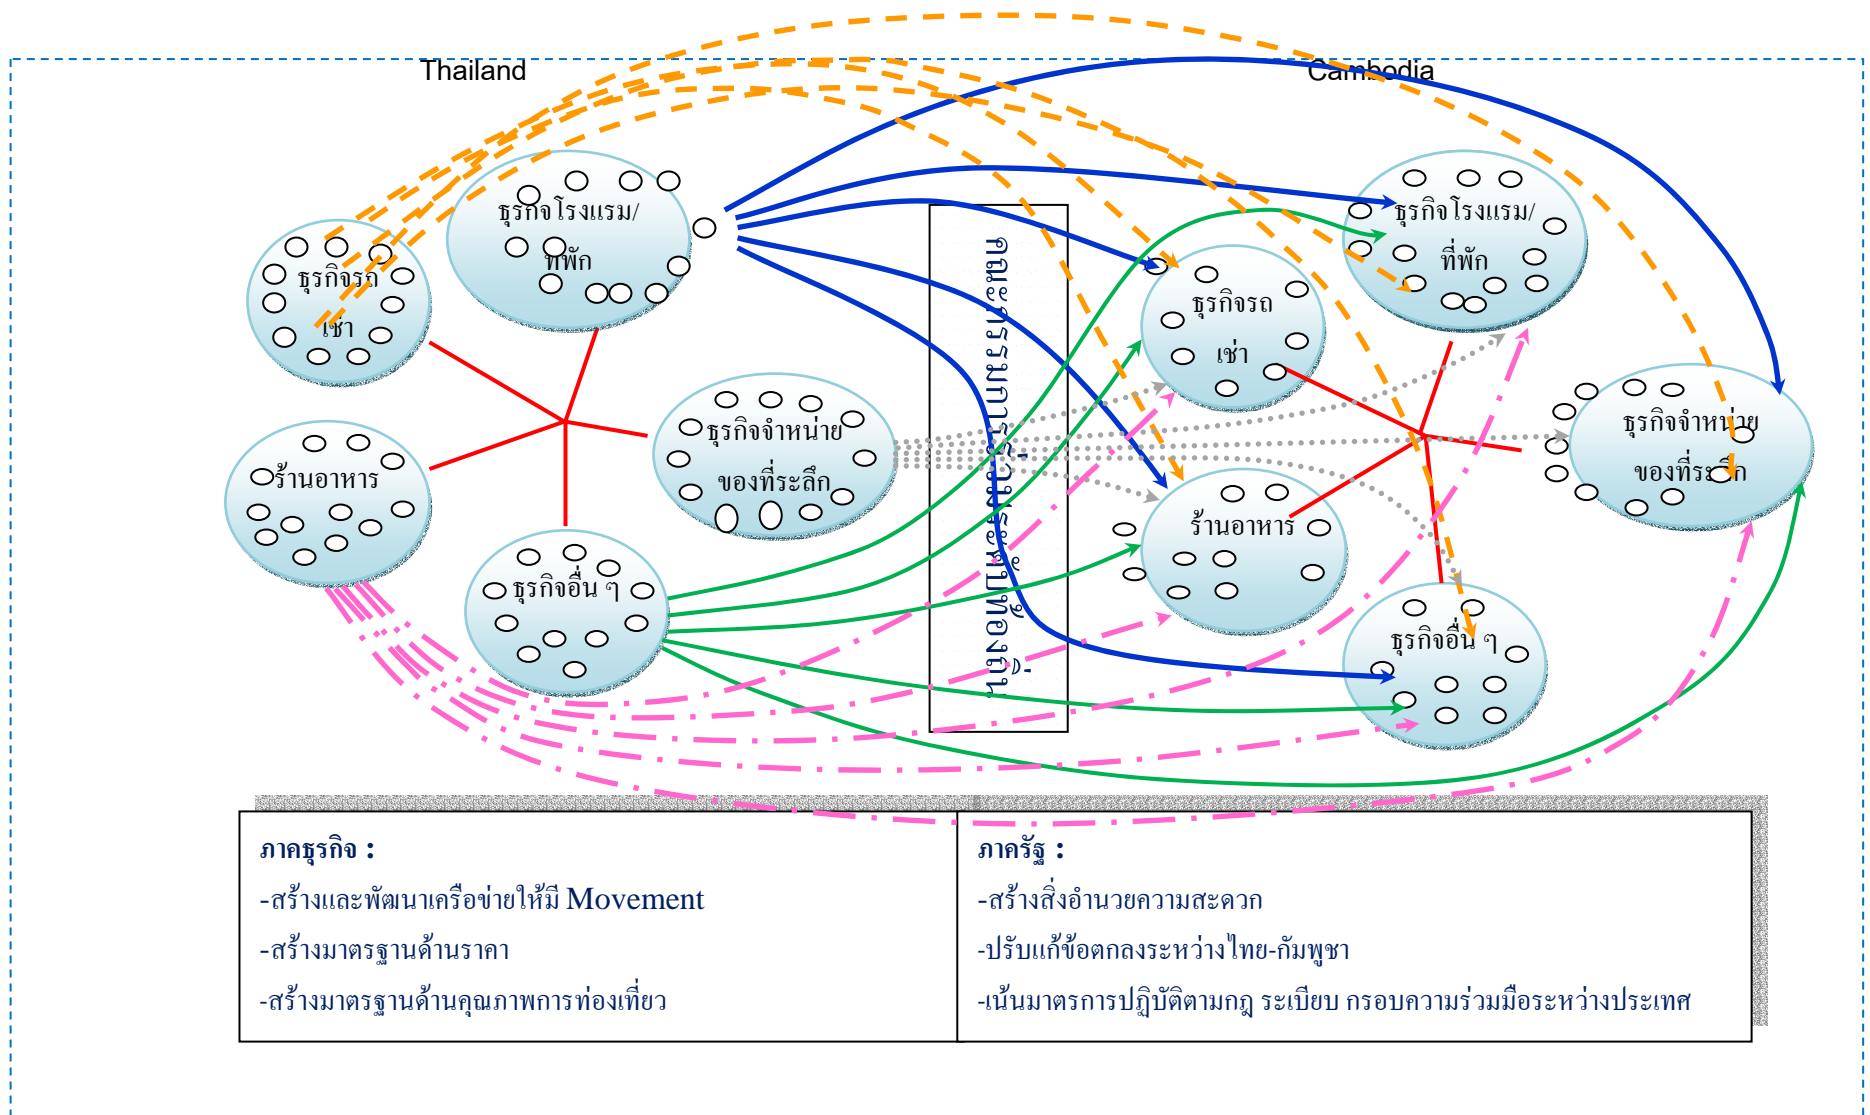 Thailand
Cambodia
ธุรกิจโรงแรม/
ที่พัก
ธุรกิจรถ
เช่า
ธุรกิจจำหน่าย
ของที่ระลึก
ร้านอาหาร
ธุรกิจอื่น ๆ
ธุรกิจโรงแรม/
ที่พัก
ธุรกิจรถ
เช่า
ธุรกิจจำหน่าย
ของที่ระลึก
ร้านอาหาร
ธุรกิจอื่น ๆ
ภาคธุรกิจ :
-สร้างและพัฒนาเครือข่ายให้มี Movement
-สร้างมาตรฐานด้านราคา
-สร้างมาตรฐานด้านคุณภาพการท่องเที่ยว
ภาครัฐ :
-สร้างสิ่งอำนวยความสะดวก
-ปรับแก้ข้อตกลงระหว่างไทย-กัมพูชา
-เน้นมาตรการปฏิบัติตามกฎ ระเบียบ กรอบความร่วมมือระหว่างประเทศ